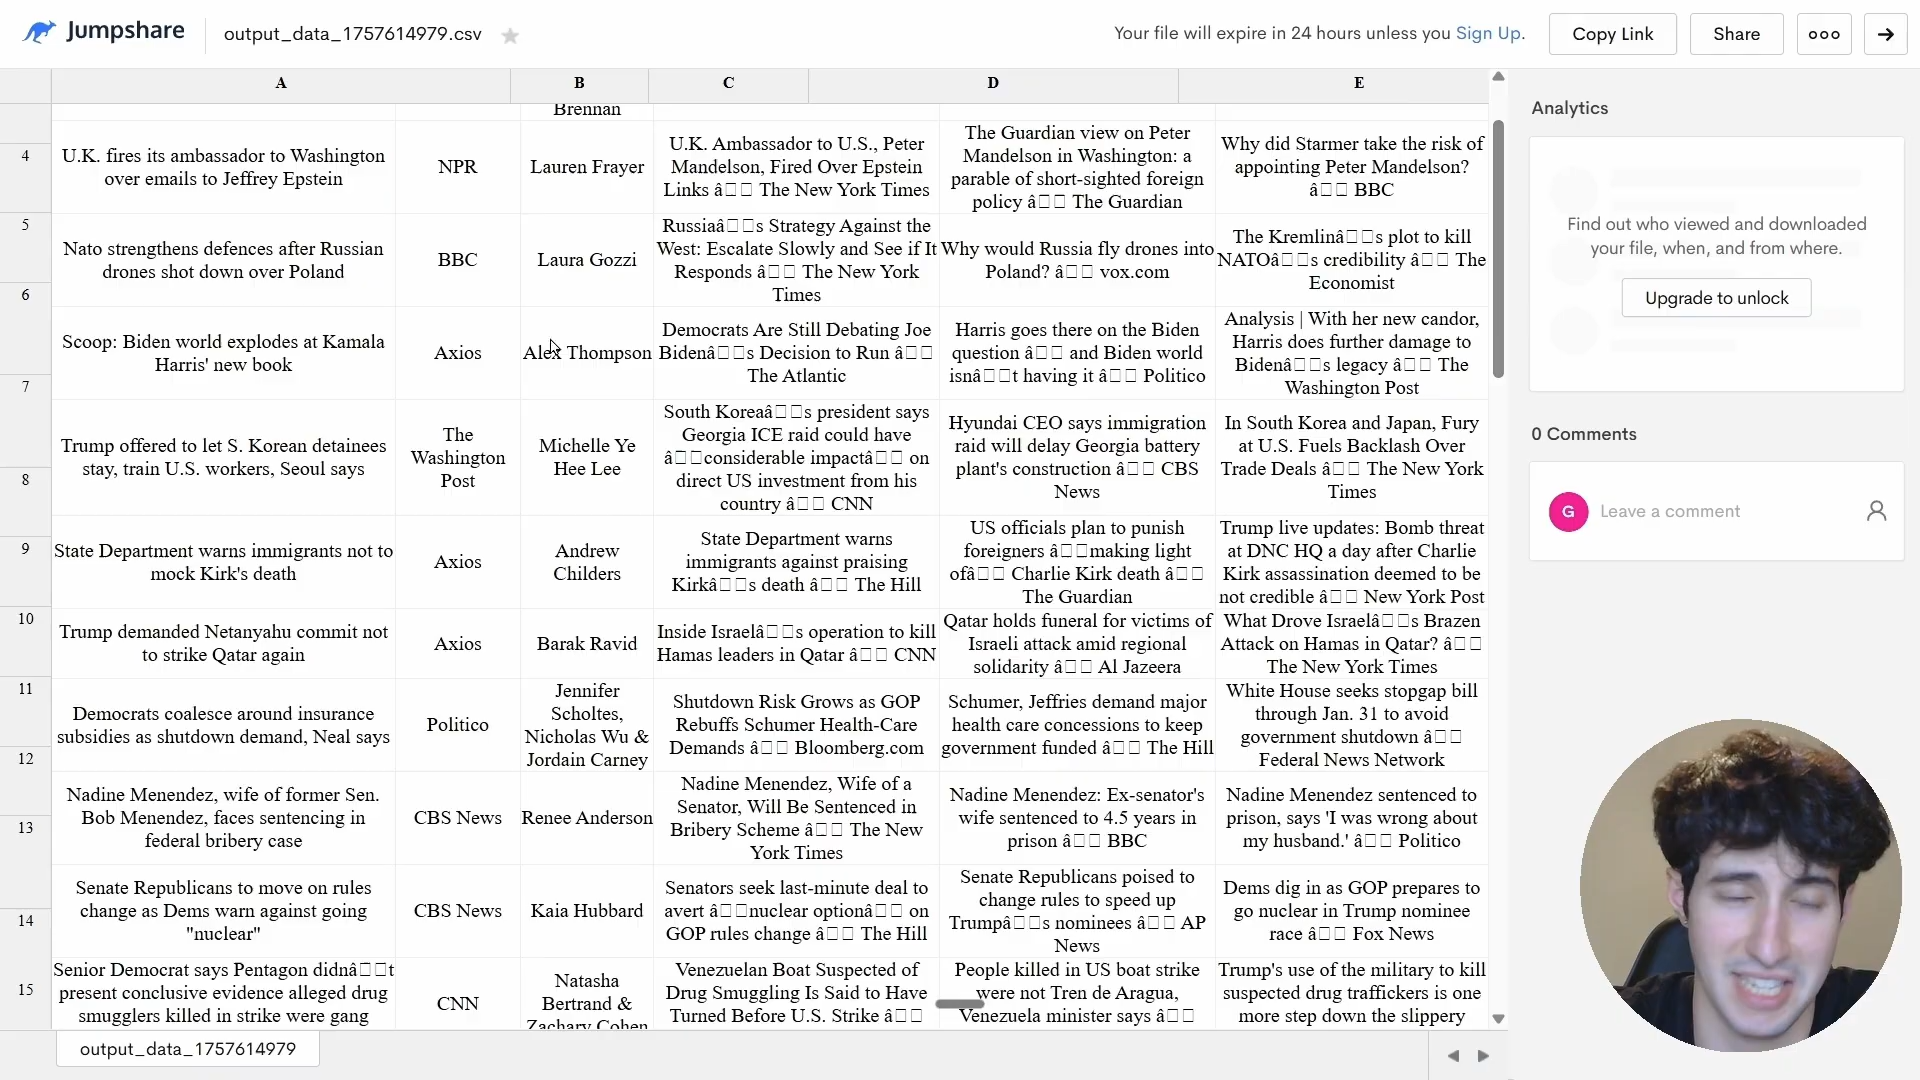 Jumpshare
output_data_1757614979.csv
Your file will expire in 24 hours unless you Sign Up.
Copy Link
Share
A
B
C
D
E
Brennan
4
U.K. fires its ambassador to Washington
over emails to Jeffrey Epstein
NPR
Lauren Frayer
U.K. Ambassador to U.S., Peter
Mandelson, Fired Over Epstein
Links â The New York Times
The Guardian view on Peter
Mandelson in Washington: a
parable of short-sighted foreign
policy â The Guardian
Why did Starmer take the risk of
appointing Peter Mandelson?
â BBC
5
Nato strengthens defences after Russian
drones shot down over Poland
BBC
Laura Gozzi
Russiaâs Strategy Against the
West: Escalate Slowly and See if It
Responds â The New York
Times
Why would Russia fly drones into
Poland? â vox.com
The Kremlinâs plot to kill
NATOâs credibility â The
Economist
6
Scoop: Biden world explodes at Kamala
Harris' new book
Axios
Alex Thompson
Democrats Are Still Debating Joe
Bidenâs Decision to Run â
The Atlantic
Harris goes there on the Biden
question â and Biden world
isnât having it â Politico
Analysis | With her new candor,
Harris does further damage to
Bidenâs legacy â The
Washington Post
7
Trump offered to let S. Korean detainees
stay, train U.S. workers, Seoul says
The
Washington
Post
Michelle Ye
Hee Lee
South Koreaâs president says
Georgia ICE raid could have
âconsiderable impactâ on
direct US investment from his
country â CNN
Hyundai CEO says immigration
raid will delay Georgia battery
plant's construction â CBS
News
In South Korea and Japan, Fury
at U.S. Fuels Backlash Over
Trade Deals â The New York
Times
8
State Department warns immigrants not to
mock Kirk's death
Axios
Andrew
Childers
State Department warns
immigrants against praising
Kirkâs death â The Hill
US officials plan to punish
foreigners âmaking light
ofâ Charlie Kirk death â
The Guardian
Trump live updates: Bomb threat
at DNC HQ a day after Charlie
Kirk assassination deemed to be
not credible â New York Post
9
Trump demanded Netanyahu commit not
to strike Qatar again
Axios
Barak Ravid
Inside Israelâs operation to kill
Hamas leaders in Qatar â CNN
Qatar holds funeral for victims of
Israeli attack amid regional
solidarity â Al Jazeera
What Drove Israelâs Brazen
Attack on Hamas in Qatar? â
The New York Times
10
Democrats coalesce around insurance
subsidies as shutdown demand, Neal says
Politico
Jennifer
Scholtes,
Nicholas Wu &
Jordain Carney
Shutdown Risk Grows as GOP
Rebuffs Schumer Health-Care
Demands â Bloomberg.com
Schumer, Jeffries demand major
health care concessions to keep
government funded â The Hill
White House seeks stopgap bill
through Jan. 31 to avoid
government shutdown â
Federal News Network
11
12
Nadine Menendez, wife of former Sen.
Bob Menendez, faces sentencing in
federal bribery case
CBS News
Renee Anderson
Nadine Menendez, Wife of a
Senator, Will Be Sentenced in
Bribery Scheme â The New
York Times
Nadine Menendez: Ex-senator's
wife sentenced to 4.5 years in
prison â BBC
Nadine Menendez sentenced to
prison, says 'I was wrong about
my husband.' â Politico
13
Senate Republicans to move on rules
change as Dems warn against going
"nuclear"
CBS News
Kaia Hubbard
Senators seek last-minute deal to
avert ânuclear optionâ on
GOP rules change â The Hill
Senate Republicans poised to
change rules to speed up
Trumpâs nominees â AP
News
Dems dig in as GOP prepares to
go nuclear in Trump nominee
race â Fox News
14
15
Senior Democrat says Pentagon didnât
present conclusive evidence alleged drug
smugglers killed in strike were gang
CNN
Natasha
Bertrand &
Zachary Cohen
Venezuelan Boat Suspected of
Drug Smuggling Is Said to Have
Turned Before U.S. Strike â
People killed in US boat strike
were not Tren de Aragua,
Venezuela minister says â
Trump's use of the military to kill
suspected drug traffickers is one
more step down the slippery
output_data_1757614979
Analytics
Find out who viewed and downloaded
your file, when, and from where.
Upgrade to unlock
0 Comments
G
Leave a comment